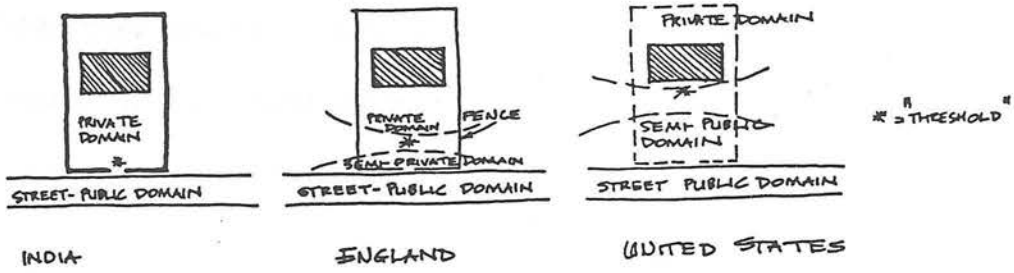 PRIVATE
DOMAIN
*
STREET-PUBLIC DOMAIN
INDIA
PRIVATE
DOMAIN
FENCE
*
SEMI-PRIVATE DOMAIN
STREET-PUBLIC DOMAIN
ENGLAND
PRIVATE DOMAIN
*
SEMI PUBLIC
DOMAIN
STREET PUBLIC DOMAIN
UNITED STATES
* = "THRESHOLD"